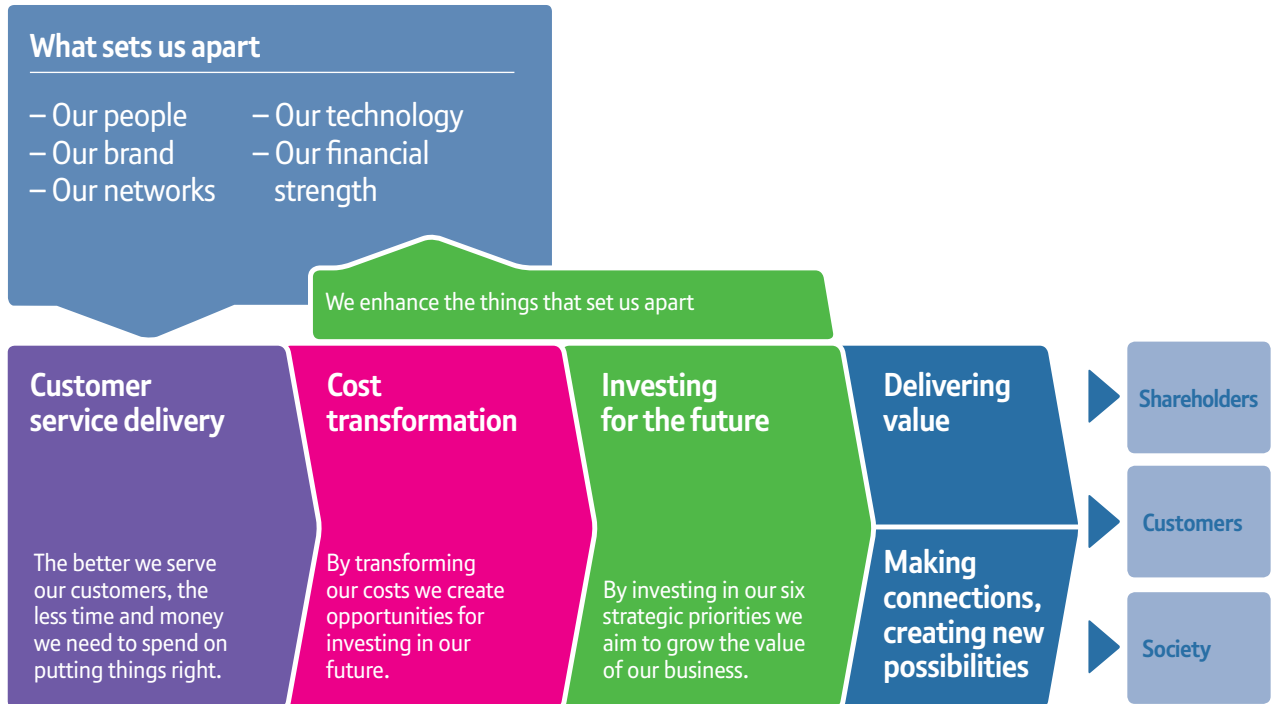 What sets us apart
– Our people
– Our brand
– Our networks
– Our technology
– Our financial
strength
We enhance the things that set us apart
Customer
service delivery
The better we serve
our customers, the
less time and money
we need to spend on
putting things right.
Cost
transformation
By transforming
our costs we create
opportunities for
investing in our
future.
Investing
for the future
By investing in our six
strategic priorities we
aim to grow the value
of our business.
Delivering
value
Making
connections,
creating new
possibilities
Shareholders
Customers
Society